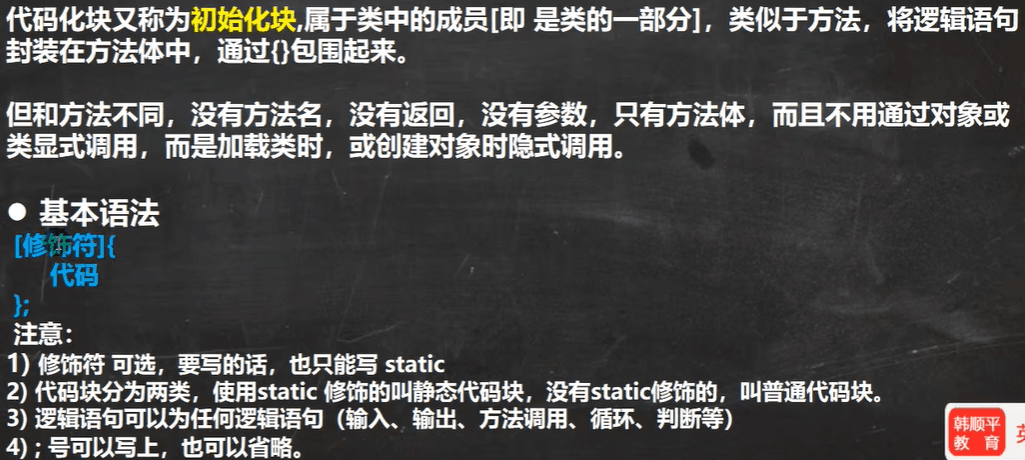 代码化块又称为初始化块,属于类中的成员[即 是类的一部分]，类似于方法，将逻辑语句
封装在方法体中，通过{}包围起来。
但和方法不同，没有方法名，没有返回，没有参数，只有方法体，而且不用通过对象或
类显式调用，而是加载类时，或创建对象时隐式调用。
● 基本语法
[修饰符]{
代码
};
注意：
1) 修饰符 可选，要写的话，也只能写 static
2) 代码块分为两类，使用static 修饰的叫静态代码块，没有static修饰的，叫普通代码块。
3) 逻辑语句可以为任何逻辑语句（输入、输出、方法调用、循环、判断等）
4) ; 号可以写上，也可以省略。
韩顺平
教 育